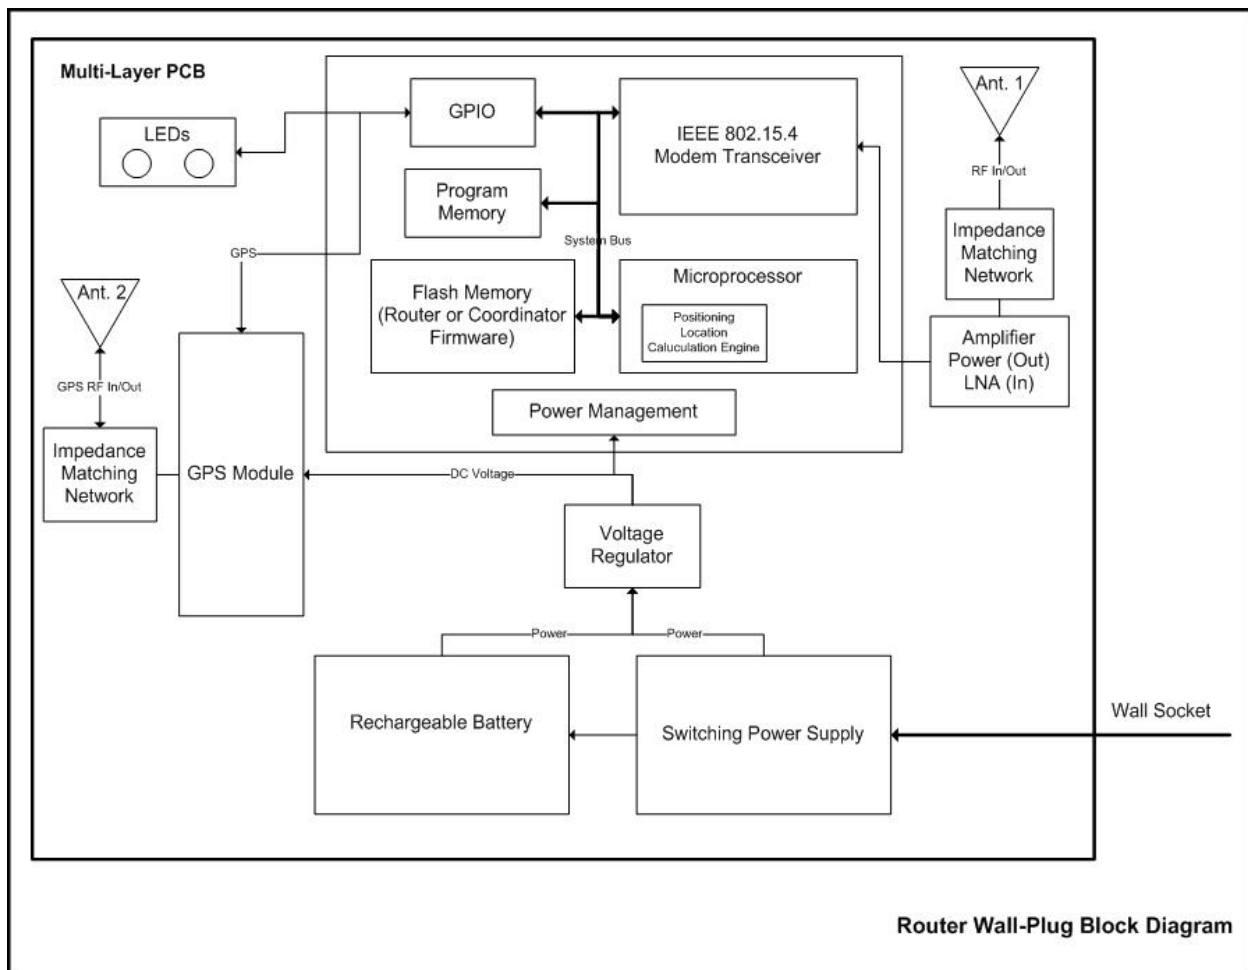 Multi-Layer PCB
LEDs
GPIO
IEEE 802.15.4
Modem Transceiver
Ant. 1
RF In/Out
Program
Memory
Impedance
Matching
Network
System Bus
GPS
Ant. 2
Flash Memory
(Router or Coordinator
Firmware)
Microprocessor
Positioning
Location
Caluculation Engine
Amplifier
Power (Out)
LNA (In)
GPS RF In/Out
Power Management
Impedance
Matching
Network
GPS Module
DC Voltage
Voltage
Regulator
Power
Power
Rechargeable Battery
Switching Power Supply
Wall Socket
Router Wall-Plug Block Diagram